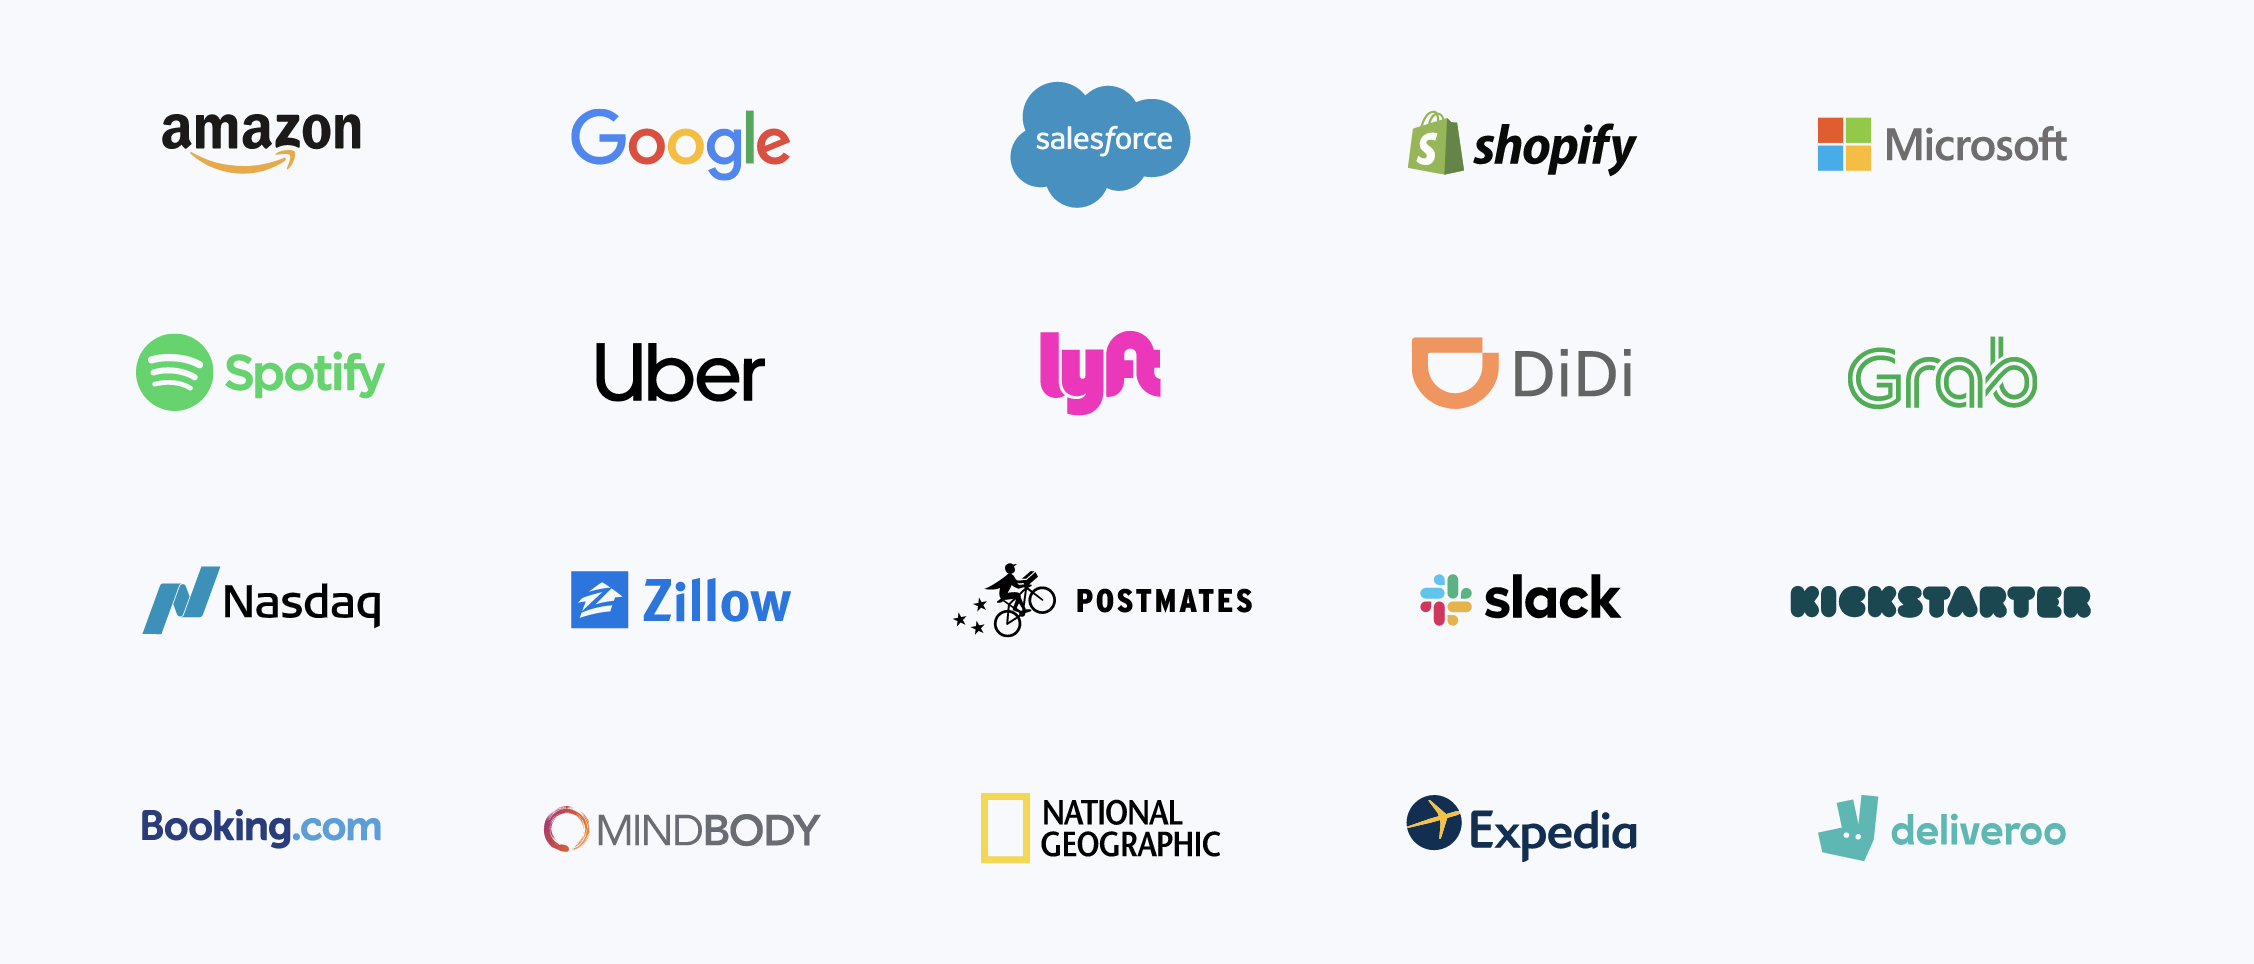 amazon
Google
salesforce
shopify
Microsoft
Spotify
Uber
lyft
DiDi
Grab
Nasdaq
Zillow
POSTMATES
slack
KICKSTARTER
Booking.com
MINDBODY
NATIONAL
GEOGRAPHIC
Expedia
deliveroo